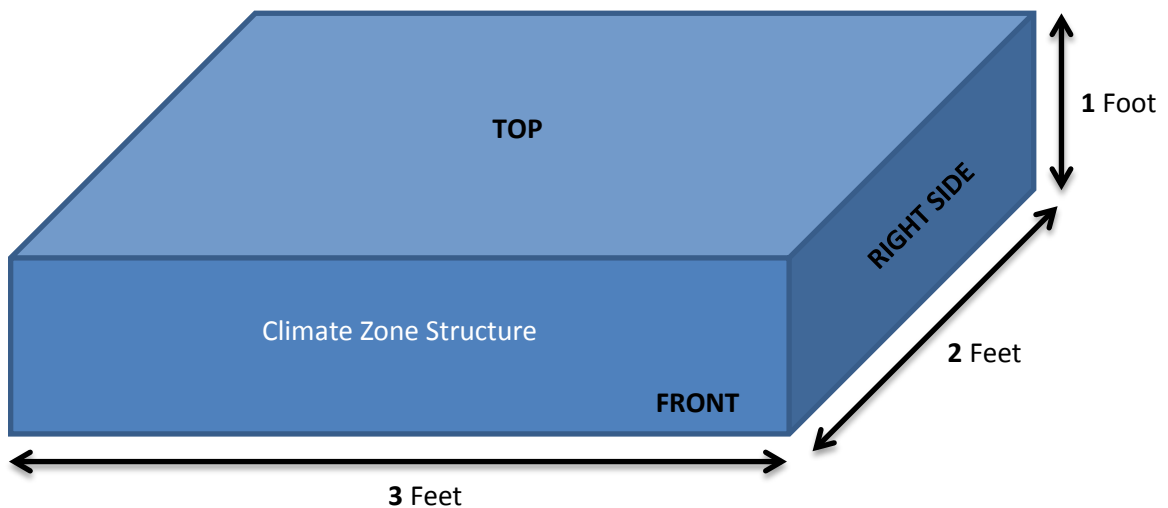 TOP
1 Foot
RIGHT SIDE
Climate Zone Structure
2 Feet
FRONT
3 Feet